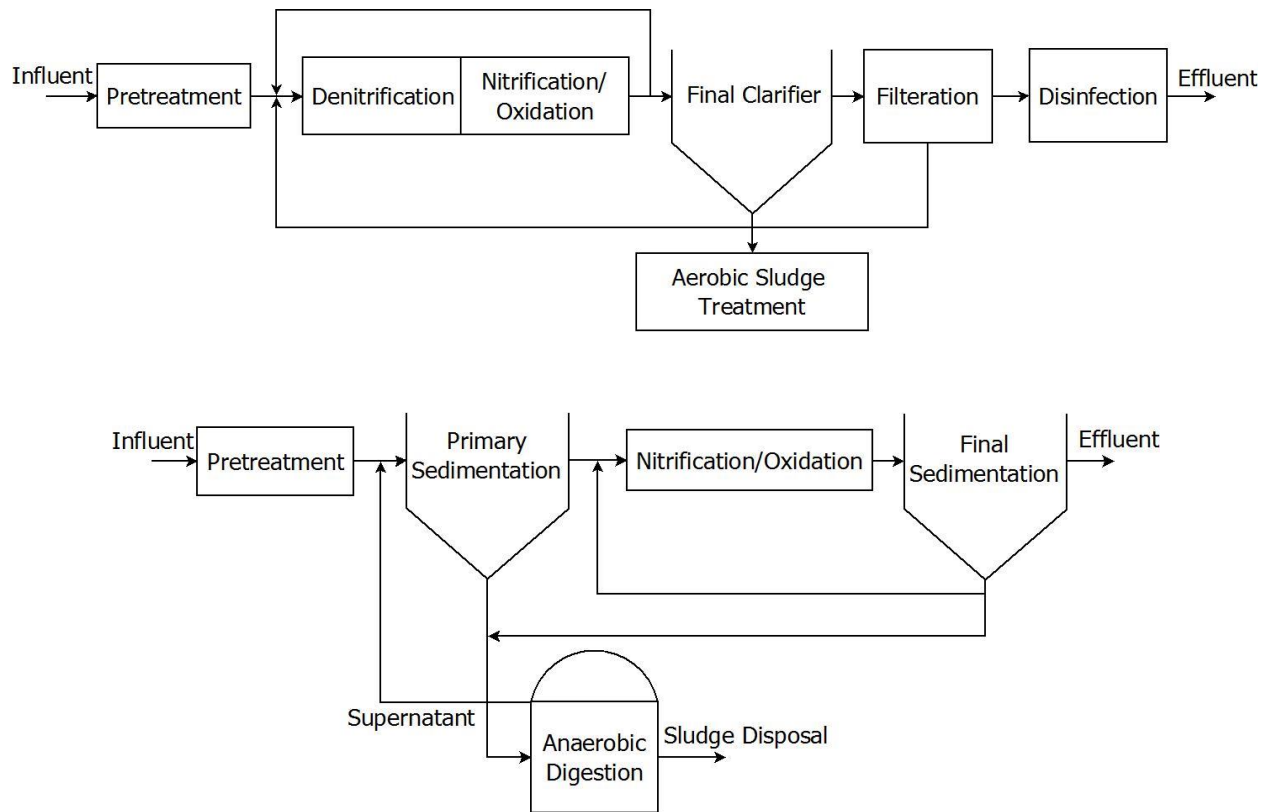 Influent
Pretreatment
Denitrification
Nitrification/
Oxidation
Final Clarifier
Filteration
Disinfection
Effluent
Aerobic Sludge
Treatment
Influent
Pretreatment
Primary
Sedimentation
Nitrification/Oxidation
Final
Sedimentation
Effluent
Supernatant
Anaerobic
Digestion
Sludge Disposal